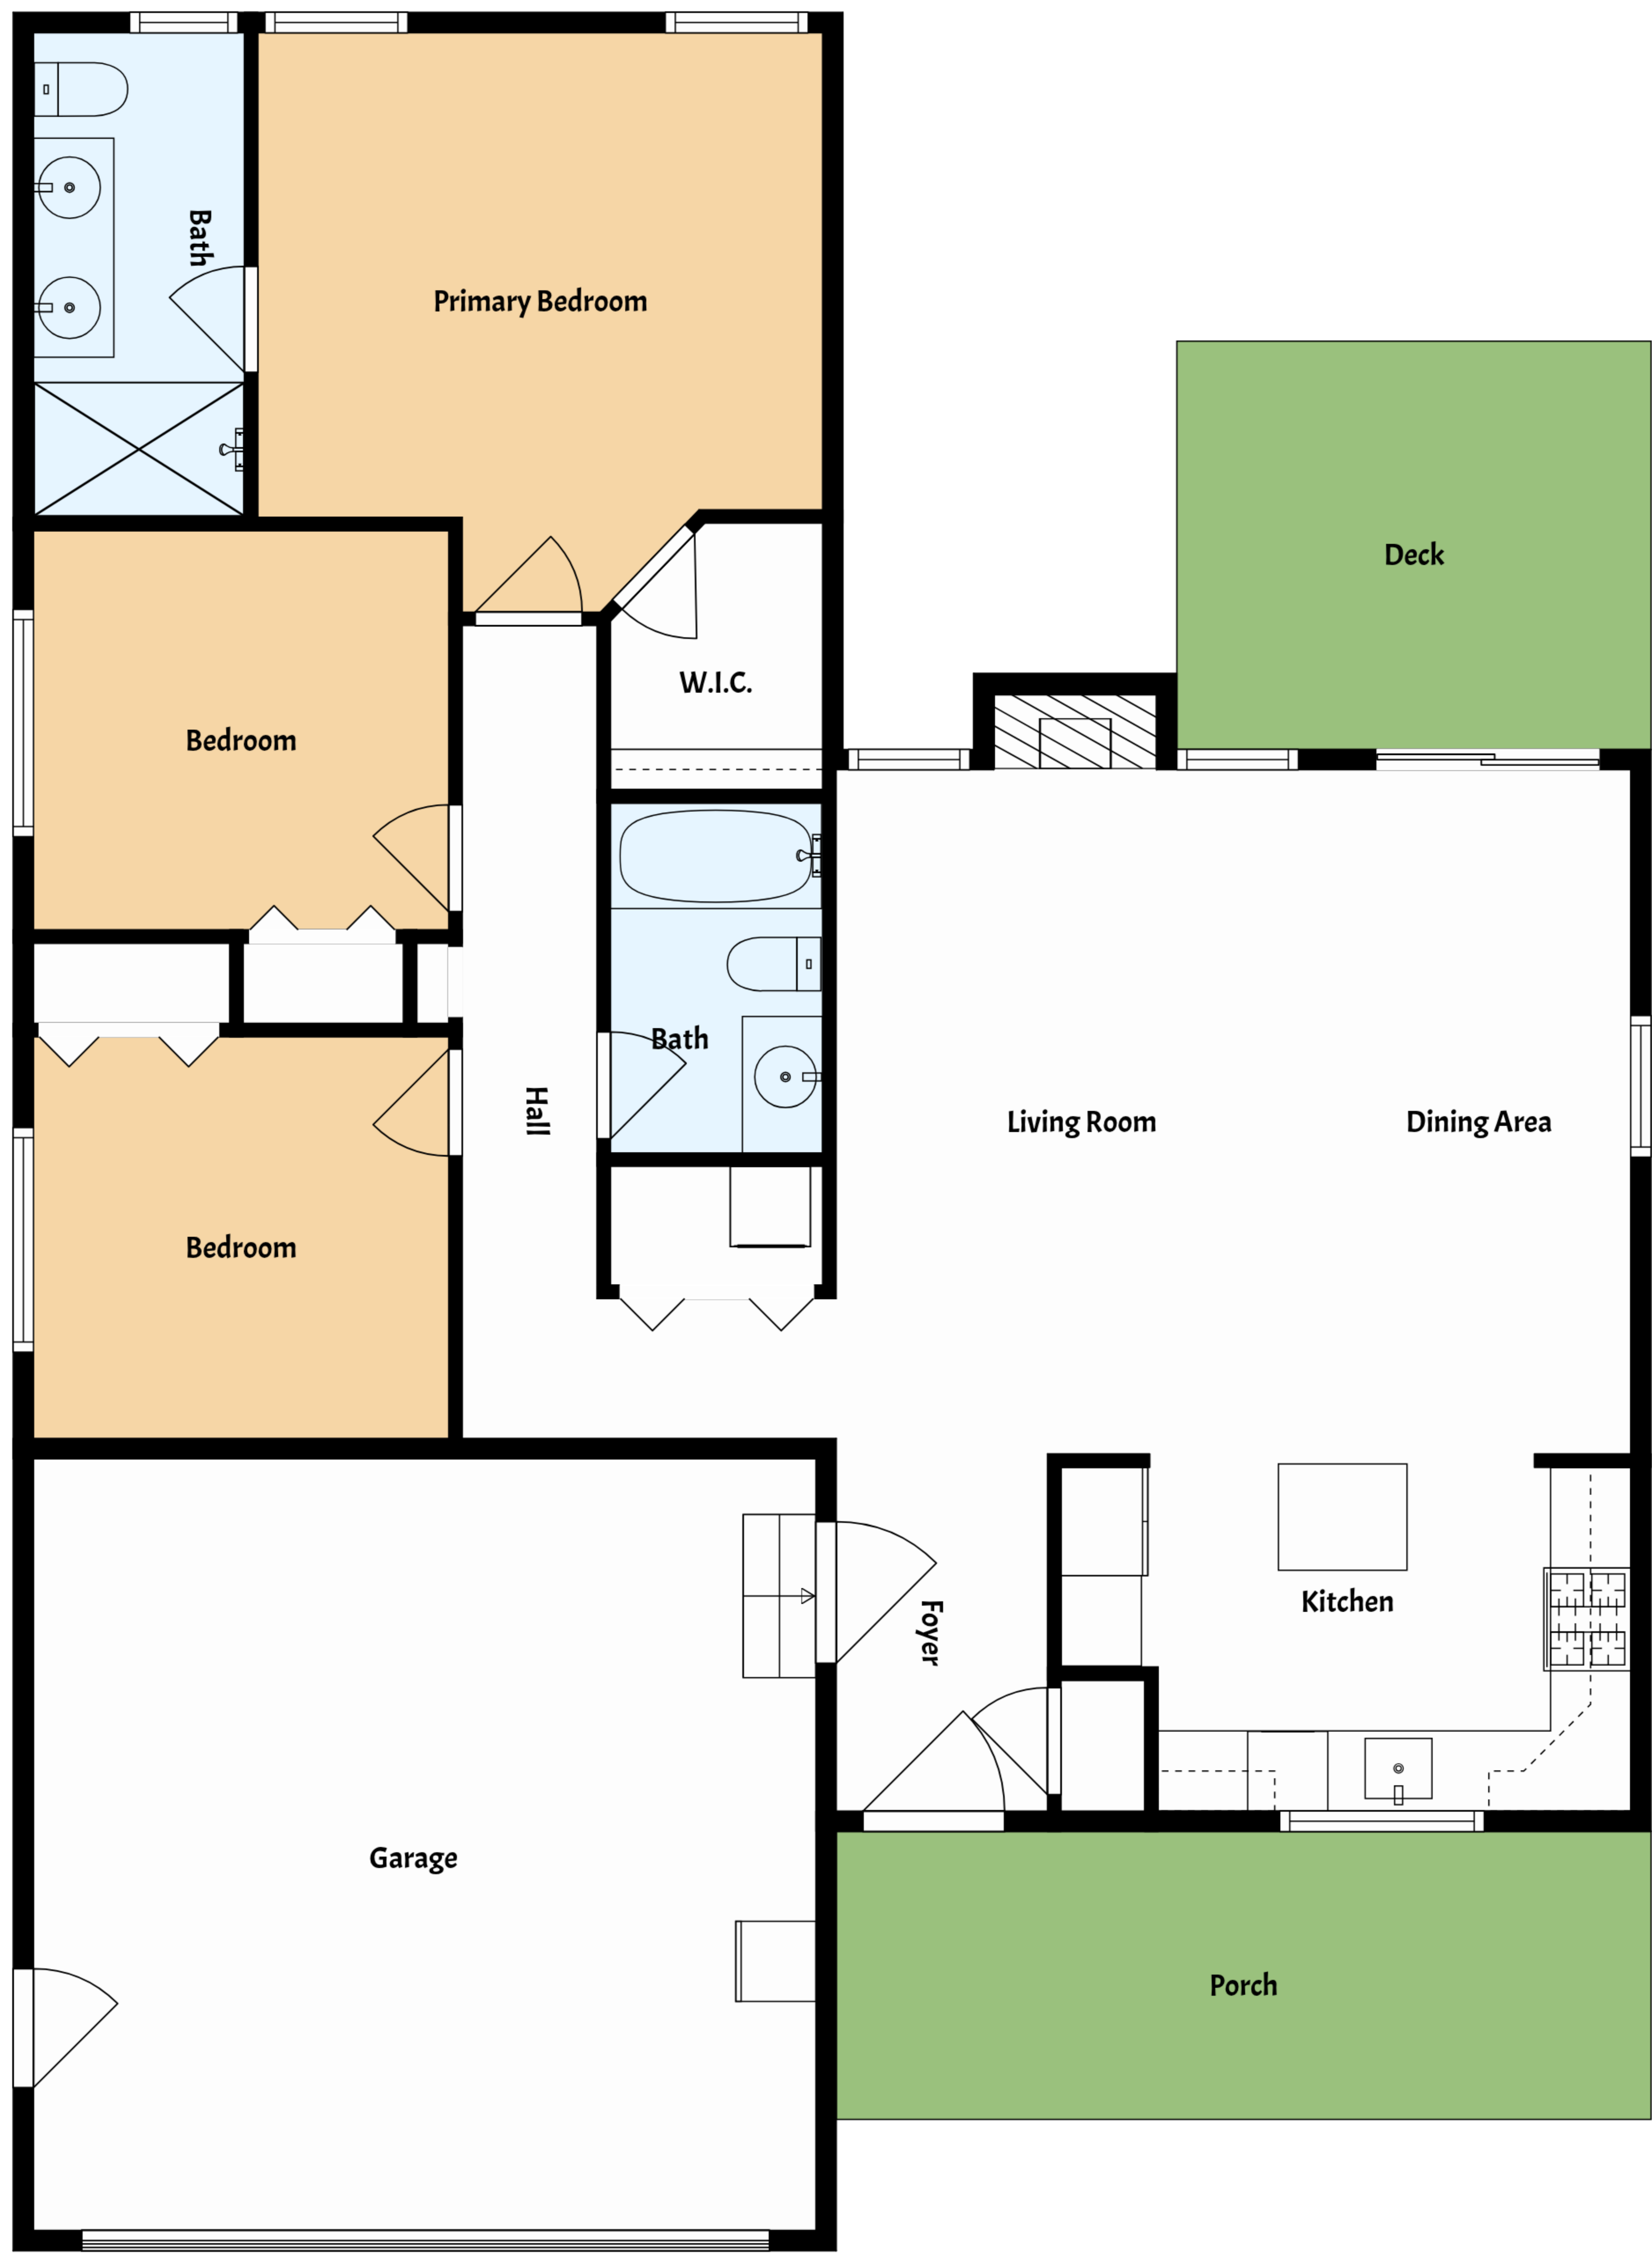 Bath
Primary Bedroom
Deck
W.I.C.
Bedroom
Bath
Hall
Living Room
Dining Area
Bedroom
Kitchen
Foyer
Garage
Porch